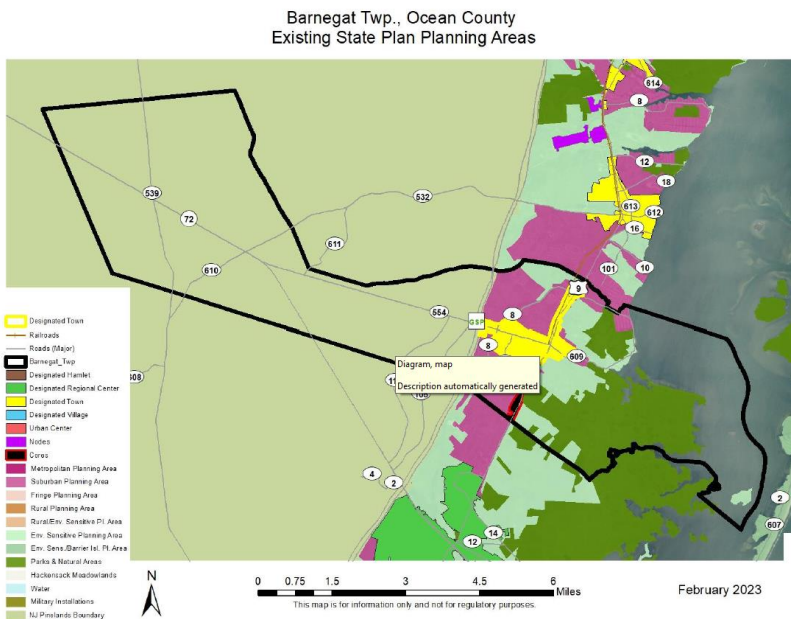 Barnegat Twp., Ocean County
Existing State Plan Planning Areas
614
8
12
18
539
532
613
612
72
16
611
610
101
10
9
554
8
GSP
8
609
Designated Town
Railroads
Roads (Major)
Barnegat_Twp
Designated Hamlet
Designated Regional Center
Designated Town
Designated Village
Urban Center
Nodes
Cores
Metropolitan Planning Area
Suburban Planning Area
Fringe Planning Area
Rural Planning Area
Rural/Env. Sensitive Pl. Area
Env. Sensitive Planning Area
Env. Sens./Barrier Isl. Pl. Area
Parks & Natural Areas
Hackensack Meadowlands
Water
Military Installations
NJ Pinelands Boundary
Diagram, map
Description automatically generated
4
2
14
12
2
607
N
0 0.75 1.5 3 4.5 6
Miles
This map is for information only and not for regulatory purposes.
February 2023